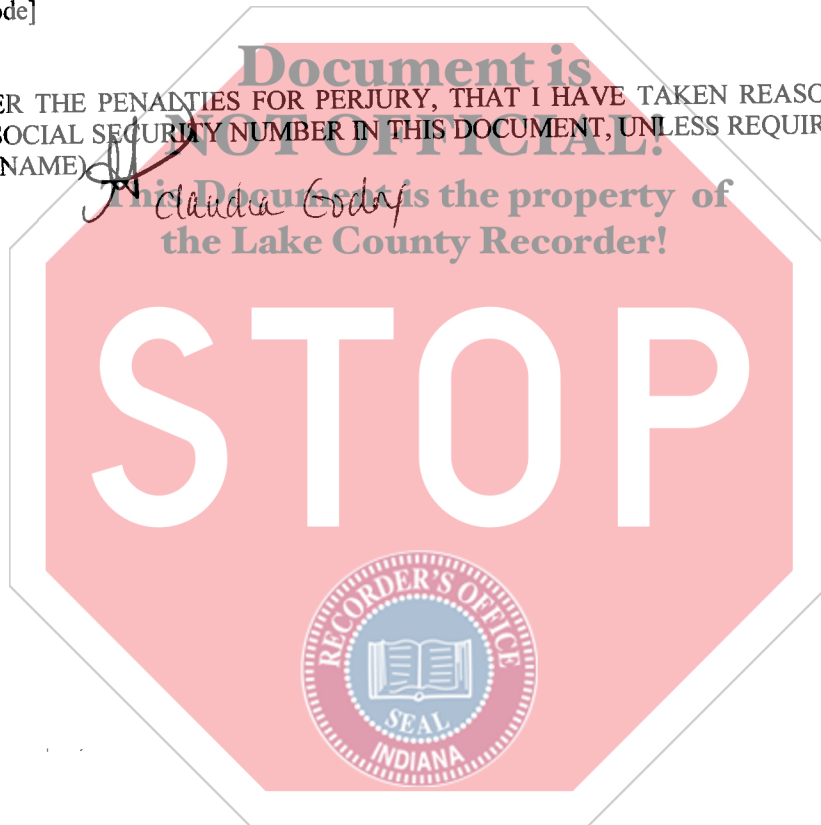 ode]
Document is
ER THE PENALTIES FOR PERJURY, THAT I HAVE TAKEN REASO
SOCIAL SECURITY NUMBER IN THIS DOCUMENT, UNLESS REQUIR
NOT OFFICIAL!
NAME)
This Document is the property of
Claudia Godoy
the Lake County Recorder!
STOP
RECORDER'S OFFICE
SEAL
INDIANA